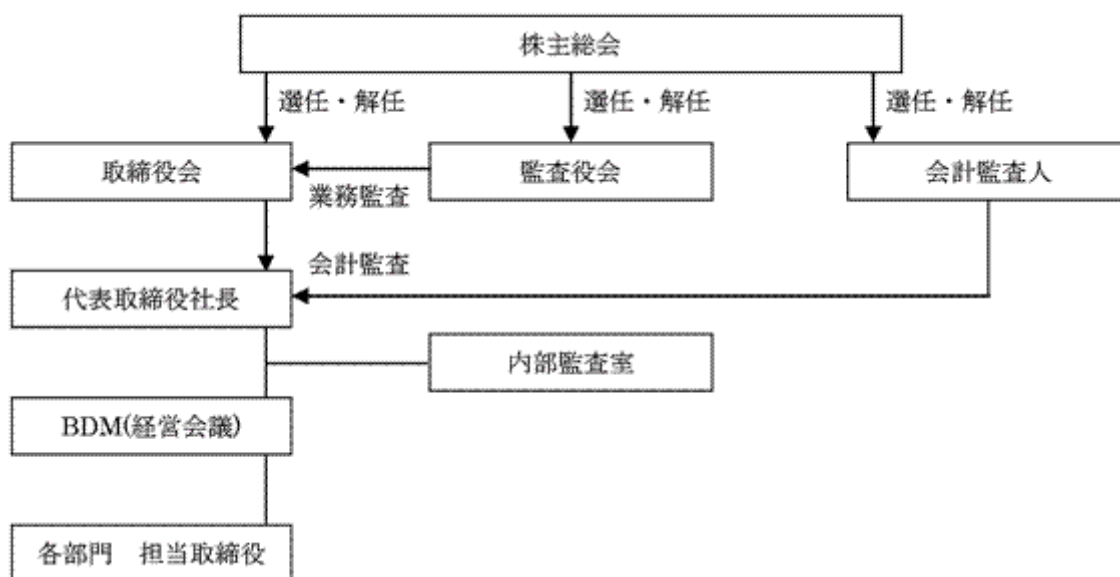 株主総会
選任・解任
選任・解任
選任・解任
取締役会
監査役会
会計監査人
業務監査
会計監査
代表取締役社長
内部監査室
BDM(経営会議)
各部門　担当取締役